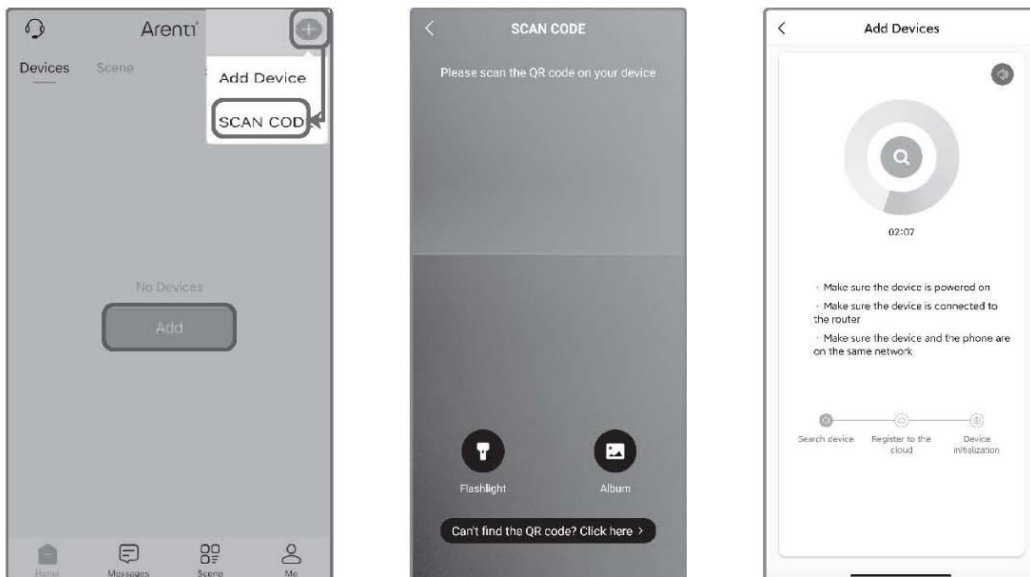 Arenti
Devices Scene
Add Device
SCAN COD
No Devices
Add
Home Messages Scene Me
SCAN CODE
Please scan the QR code on your device
Flashlight Album
Can't find the QR code? Click here >
Add Devices
02:07
· Make sure the device is powered on
· Make sure the device is connected to
the router
· Make sure the device and the phone are
on the same network
Search device Register to the Device
cloud initialization